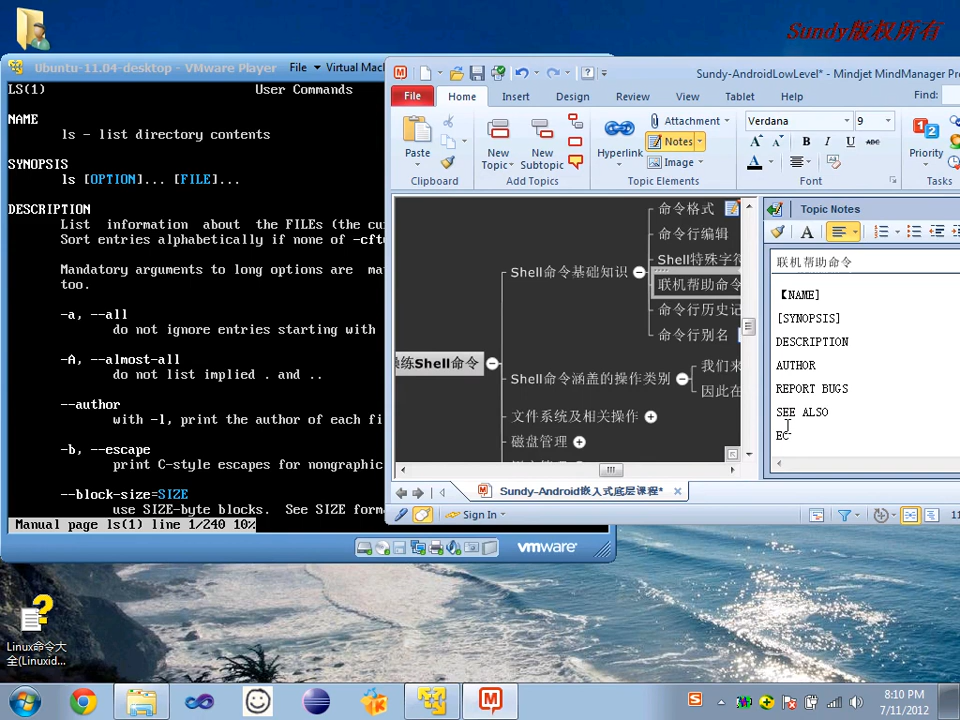 Sundy版权所有
Ubuntu-11.04-desktop - VMware Player File Virtual Mac
LS(1) User Commands
NAME
ls - list directory contents
SYNOPSIS
ls [OPTION]... [FILE]...
DESCRIPTION
List information about the FILEs (the cu
Sort entries alphabetically if none of -cftu
Mandatory arguments to long options are ma
too.
-a, --all
do not ignore entries starting with
-A, --almost-all
do not list implied . and ..
--author
with -l, print the author of each fi
-b, --escape
print C-style escapes for nongraphic
--block-size=SIZE
use SIZE-byte blocks. See SIZE form
Manual page ls(1) line 1/240 10%
vmware
Sundy-AndroidLowLevel* - Mindjet MindManager Pro
File Home Insert Design Review View Tablet Help Find:
Paste
Clipboard
New Topic
New Subtopic
Add Topics
Hyperlink
Attachment
Notes
Image
Topic Elements
Verdana 9
B I U abc
A
Font
Priority
Tasks
命令格式
命令行编辑
Shell特殊字符
Shell命令基础知识
联机帮助命令
命令行历史记
命令行别名
练Shell命令
我们来
Shell命令涵盖的操作类别
因此在
文件系统及相关操作
磁盘管理
Sundy-Android嵌入式底层课程*
Sign In
Topic Notes
联机帮助命令
【NAME】
[SYNOPSIS]
DESCRIPTION
AUTHOR
REPORT BUGS
SEE ALSO
EC
11
Linux命令大
全(Linuxid...
8:10 PM
7/11/2012